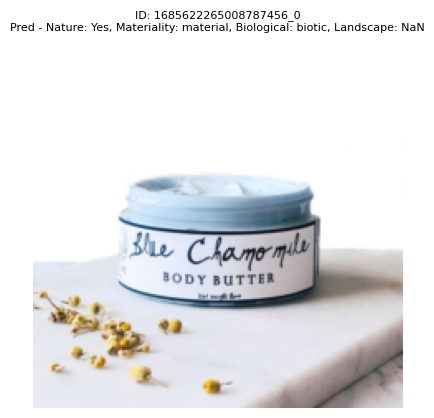 ID: 1685622265008787456_0
Pred - Nature: Yes, Materiality: material, Biological: biotic, Landscape: NaN
Blue Chamomile
BODY BUTTER